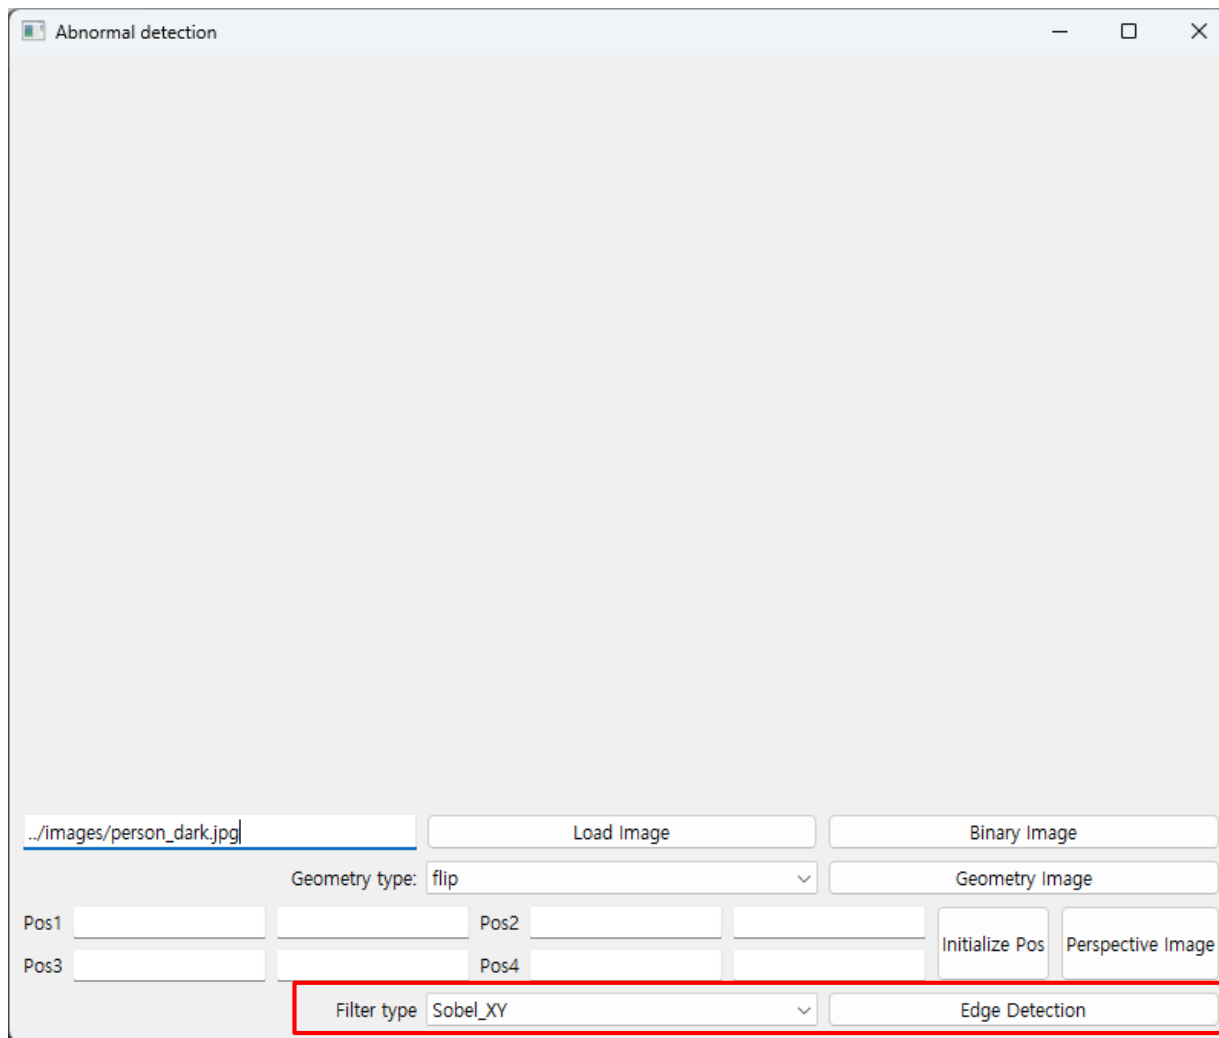 Abnormal detection
../images/person_dark.jpg Load Image Binary Image
Geometry type: flip Geometry Image
Pos1 Pos2
Initialize Pos Perspective Image
Pos3 Pos4
Filter type Sobel_XY Edge Detection